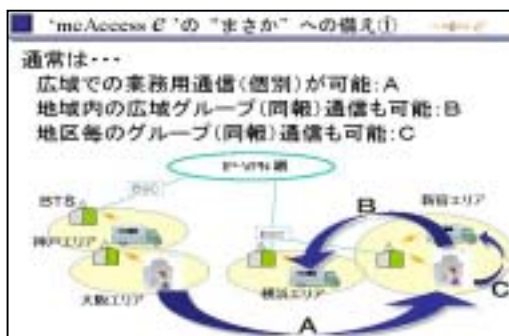 'mcAccess e'の"まさか"への備え①
通常は・・・
広域での業務用通信(個別)が可能:A
地域内の広域グループ(同報)通信も可能:B
地区毎のグループ(同報)通信も可能:C
IP-VPN網
BSC
BTS
神戸エリア
大阪エリア
BSC
横浜エリア
新宿エリア
B
C
A